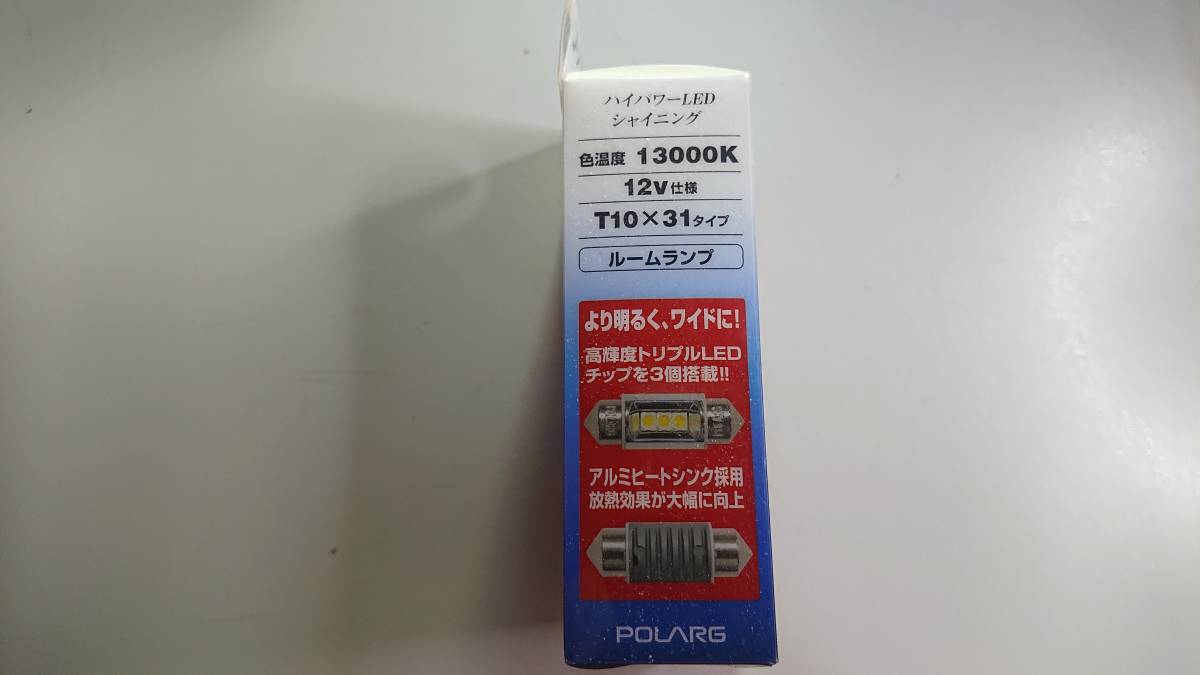 ハイパワーLED
シャイニング
色温度 13000K
12v仕様
T10×31タイプ
ルームランプ
より明るく、ワイドに!
高輝度トリプルLED
チップを3個搭載!!
アルミヒートシンク採用
放熱効果が大幅に向上
POLARG